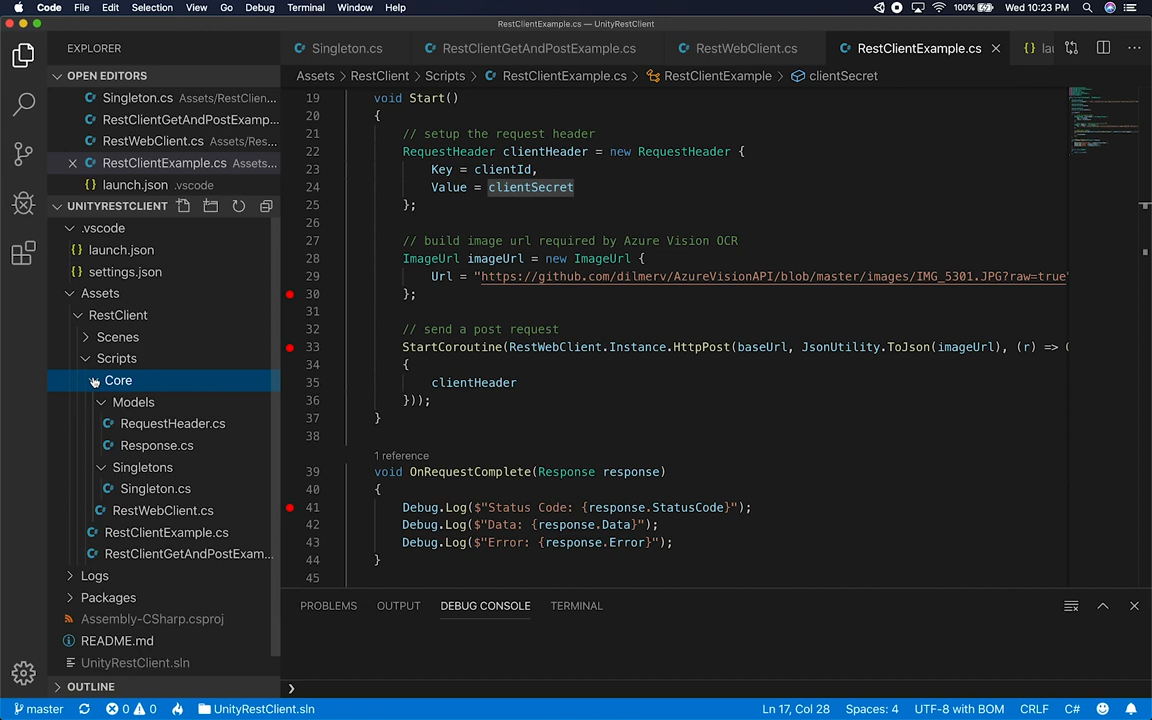 Code File Edit Selection View Go Debug Terminal Window Help 100% Wed 10:23 PM
RestClientExample.cs — UnityRestClient
EXPLORER
OPEN EDITORS
Singleton.cs Assets/RestClien...
RestClientGetAndPostExamp...
RestWebClient.cs Assets/Res...
RestClientExample.cs Assets...
{} launch.json .vscode
UNITYRESTCLIENT
.vscode
{} launch.json
{} settings.json
Assets
RestClient
Scenes
Scripts
Core
Models
RequestHeader.cs
Response.cs
Singletons
Singleton.cs
RestWebClient.cs
RestClientExample.cs
RestClientGetAndPostExam...
Logs
Packages
Assembly-CSharp.csproj
README.md
UnityRestClient.sln
OUTLINE
Singleton.cs RestClientGetAndPostExample.cs RestWebClient.cs RestClientExample.cs {} lau
Assets > RestClient > Scripts > RestClientExample.cs > RestClientExample > clientSecret
19 void Start()
20 {
21 // setup the request header
22 RequestHeader clientHeader = new RequestHeader {
23 Key = clientId,
24 Value = clientSecret
25 };
26
27 // build image url required by Azure Vision OCR
28 ImageUrl imageUrl = new ImageUrl {
29 Url = "https://github.com/dilmerv/AzureVisionAPI/blob/master/images/IMG_5301.JPG?raw=true"
30 };
31
32 // send a post request
33 StartCoroutine(RestWebClient.Instance.HttpPost(baseUrl, JsonUtility.ToJson(imageUrl), (r) => (
34 {
35 clientHeader
36 }));
37 }
38
1 reference
39 void OnRequestComplete(Response response)
40 {
41 Debug.Log($"Status Code: {response.StatusCode}");
42 Debug.Log($"Data: {response.Data}");
43 Debug.Log($"Error: {response.Error}");
44 }
45
PROBLEMS OUTPUT DEBUG CONSOLE TERMINAL
master 0 0 UnityRestClient.sln Ln 17, Col 28 Spaces: 4 UTF-8 with BOM CRLF C#